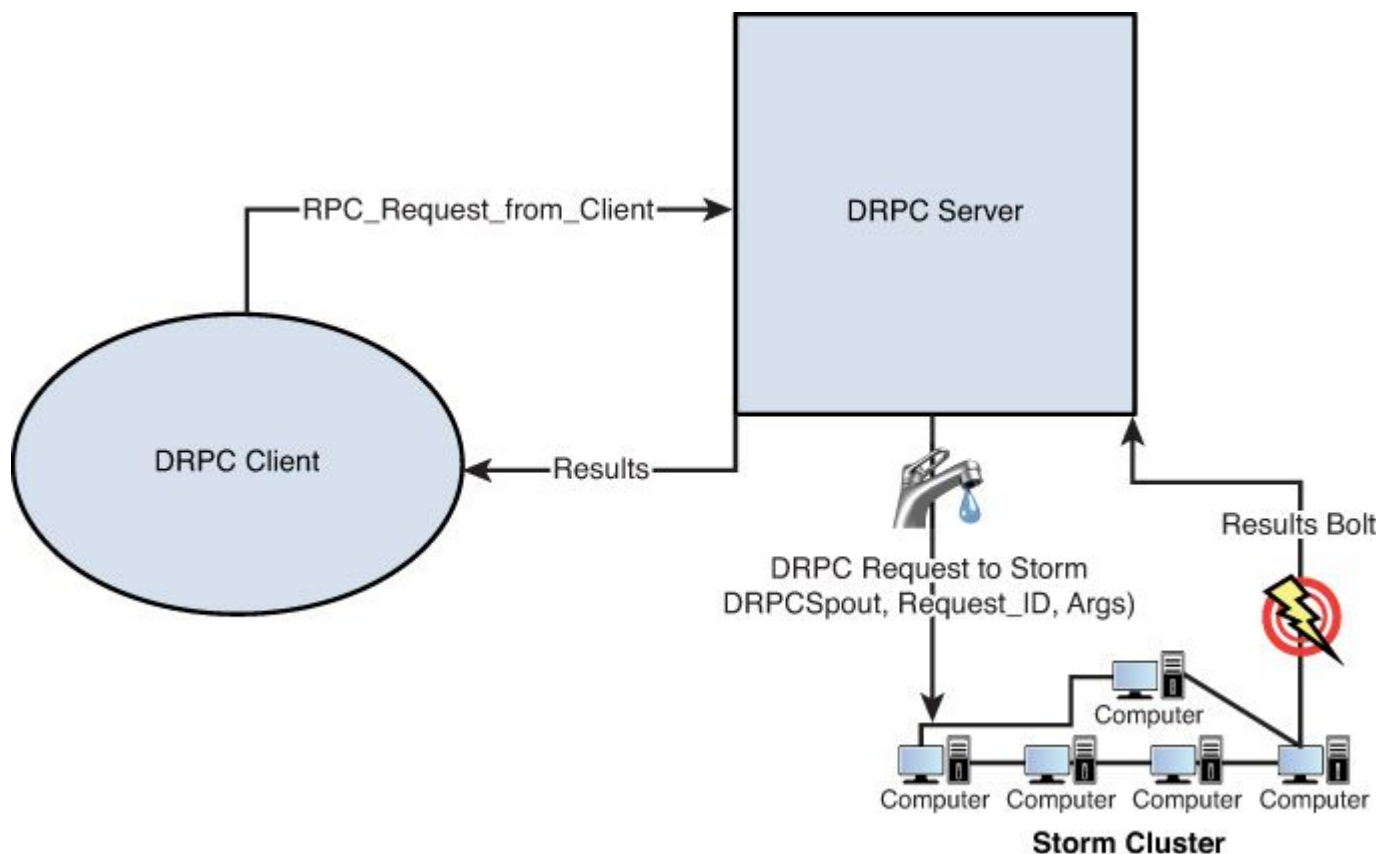 DRPC Server
RPC_Request_from_Client
DRPC Client
Results
Results Bolt
DRPC Request to Storm
DRPCSpout, Request_ID, Args)
Computer
Computer
Computer
Computer
Computer
Storm Cluster